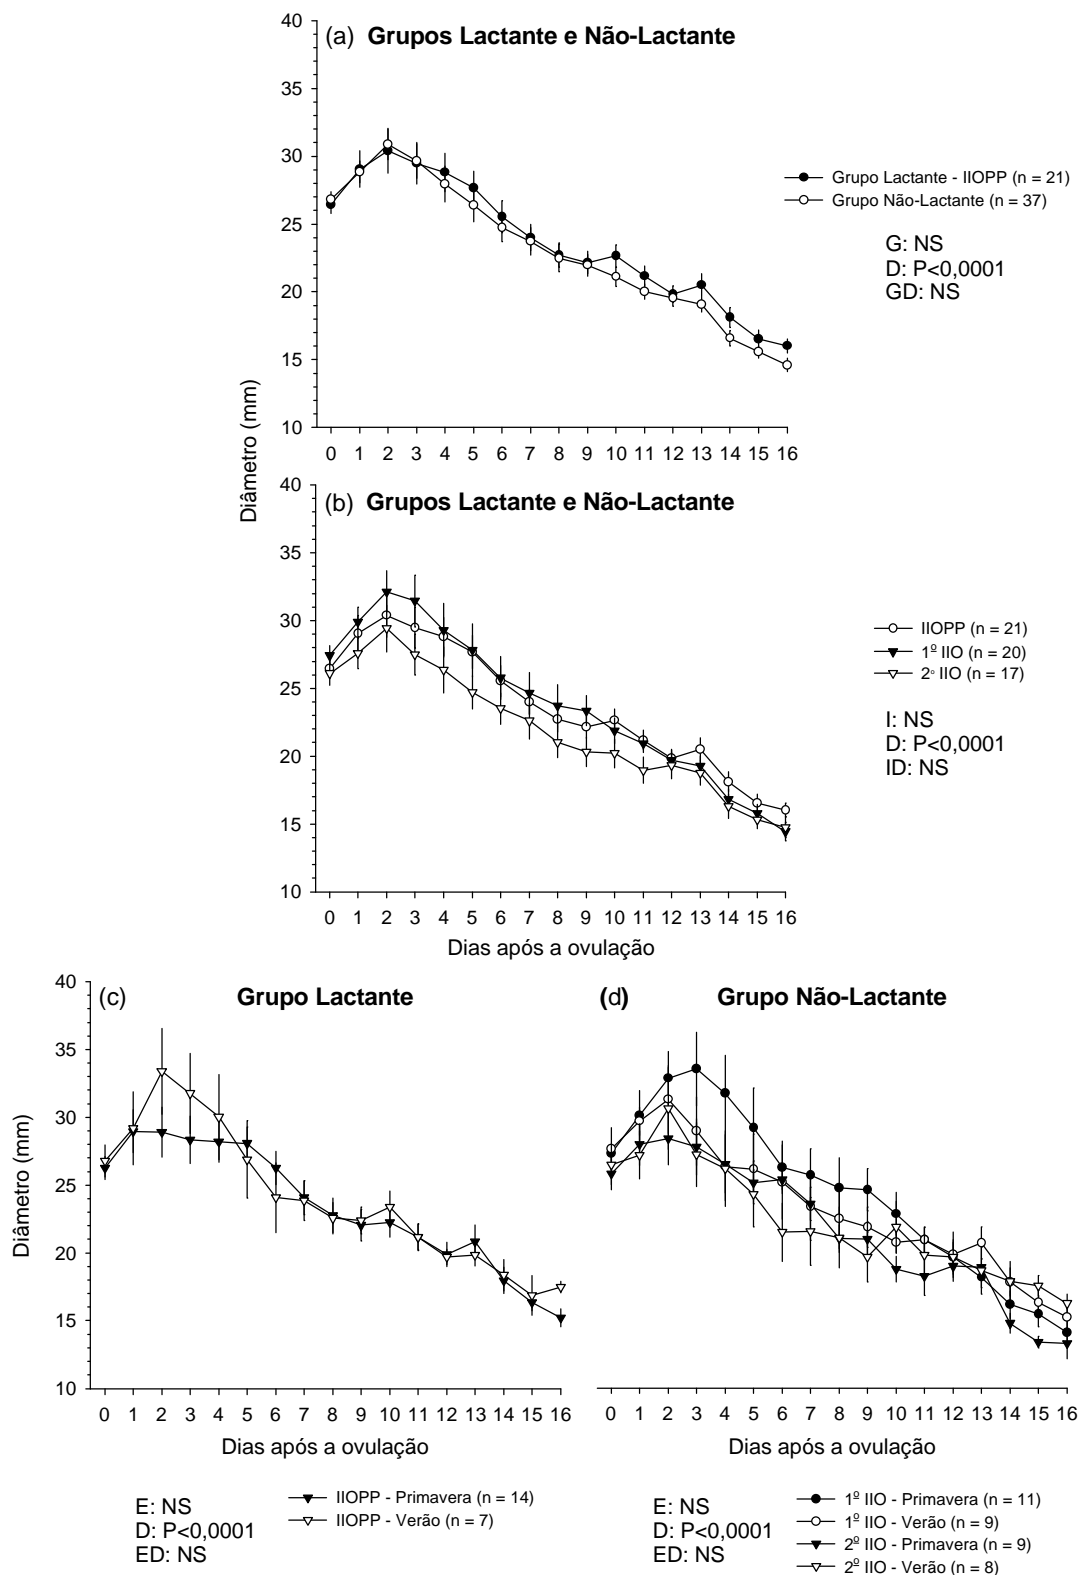 (a) Grupos Lactante e Não-Lactante
40
35
30
25
20
15
10
0 1 2 3 4 5 6 7 8 9 10 11 12 13 14 15 16
Grupo Lactante - IIOPP (n = 21)
Grupo Não-Lactante (n = 37)
G: NS
D: P<0,0001
GD: NS
Diâmetro (mm)
(b) Grupos Lactante e Não-Lactante
40
35
30
25
20
15
10
0 1 2 3 4 5 6 7 8 9 10 11 12 13 14 15 16
Dias após a ovulação
IIOPP (n = 21)
1º IIO (n = 20)
2º IIO (n = 17)
I: NS
D: P<0,0001
ID: NS
(c) Grupo Lactante
40
35
30
25
20
15
10
Diâmetro (mm)
0 1 2 3 4 5 6 7 8 9 10 11 12 13 14 15 16
Dias após a ovulação
E: NS
D: P<0,0001
ED: NS
IIOPP - Primavera (n = 14)
IIOPP - Verão (n = 7)
(d) Grupo Não-Lactante
0 1 2 3 4 5 6 7 8 9 10 11 12 13 14 15 16
Dias após a ovulação
E: NS
D: P<0,0001
ED: NS
1º IIO - Primavera (n = 11)
1º IIO - Verão (n = 9)
2º IIO - Primavera (n = 9)
2º IIO - Verão (n = 8)